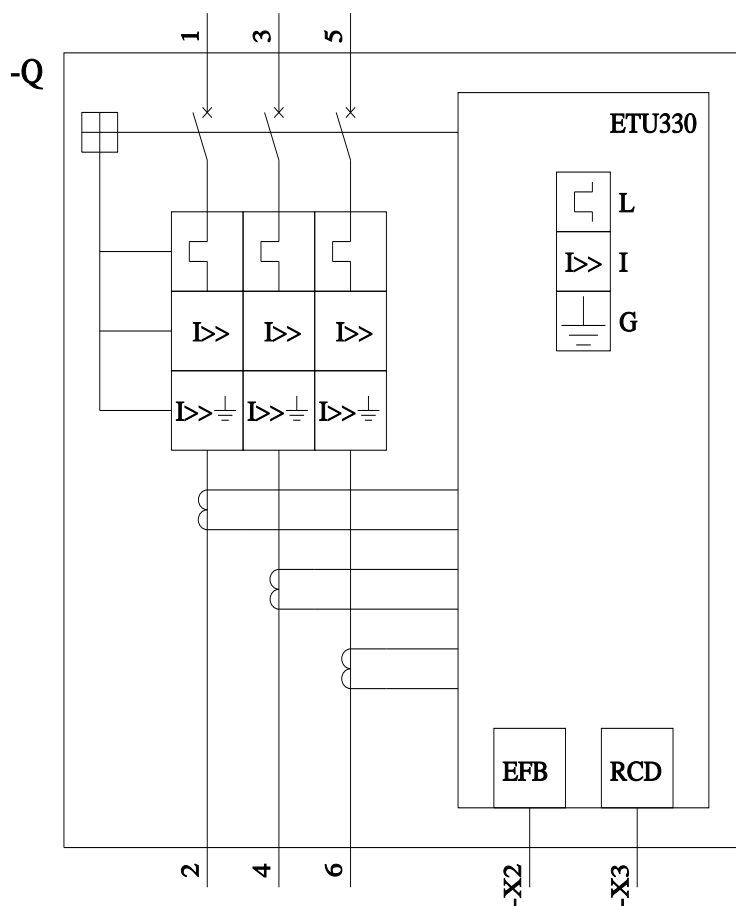 1 3 5
-Q
ETU330
L
I>> I
G
I>> I>> I>>
I>> I>> I>>
EFB RCD
2 4 6 -X2 -X3